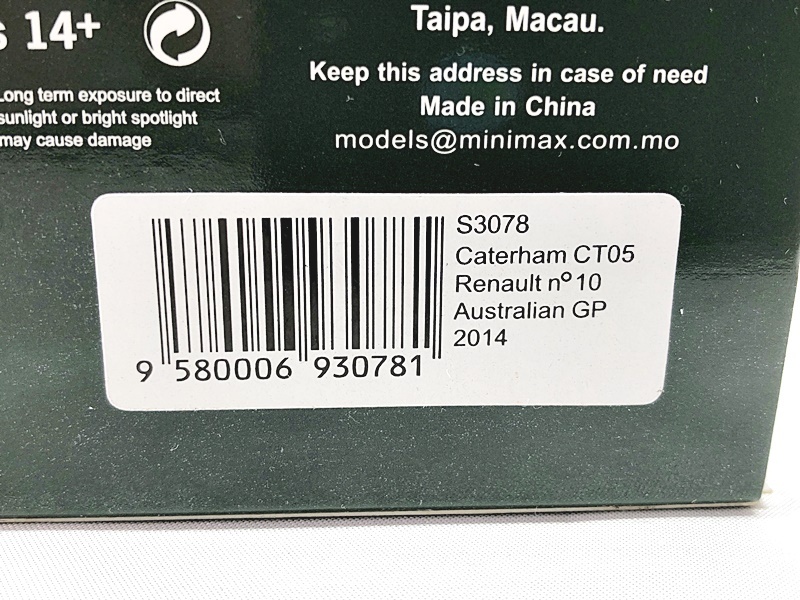 s 14+
Long term exposure to direct
sunlight or bright spotlight
may cause damage
Taipa, Macau.
Keep this address in case of need
Made in China
models@minimax.com.mo
S3078
Caterham CT05
Renault nº10
Australian GP
2014
9 580006 930781